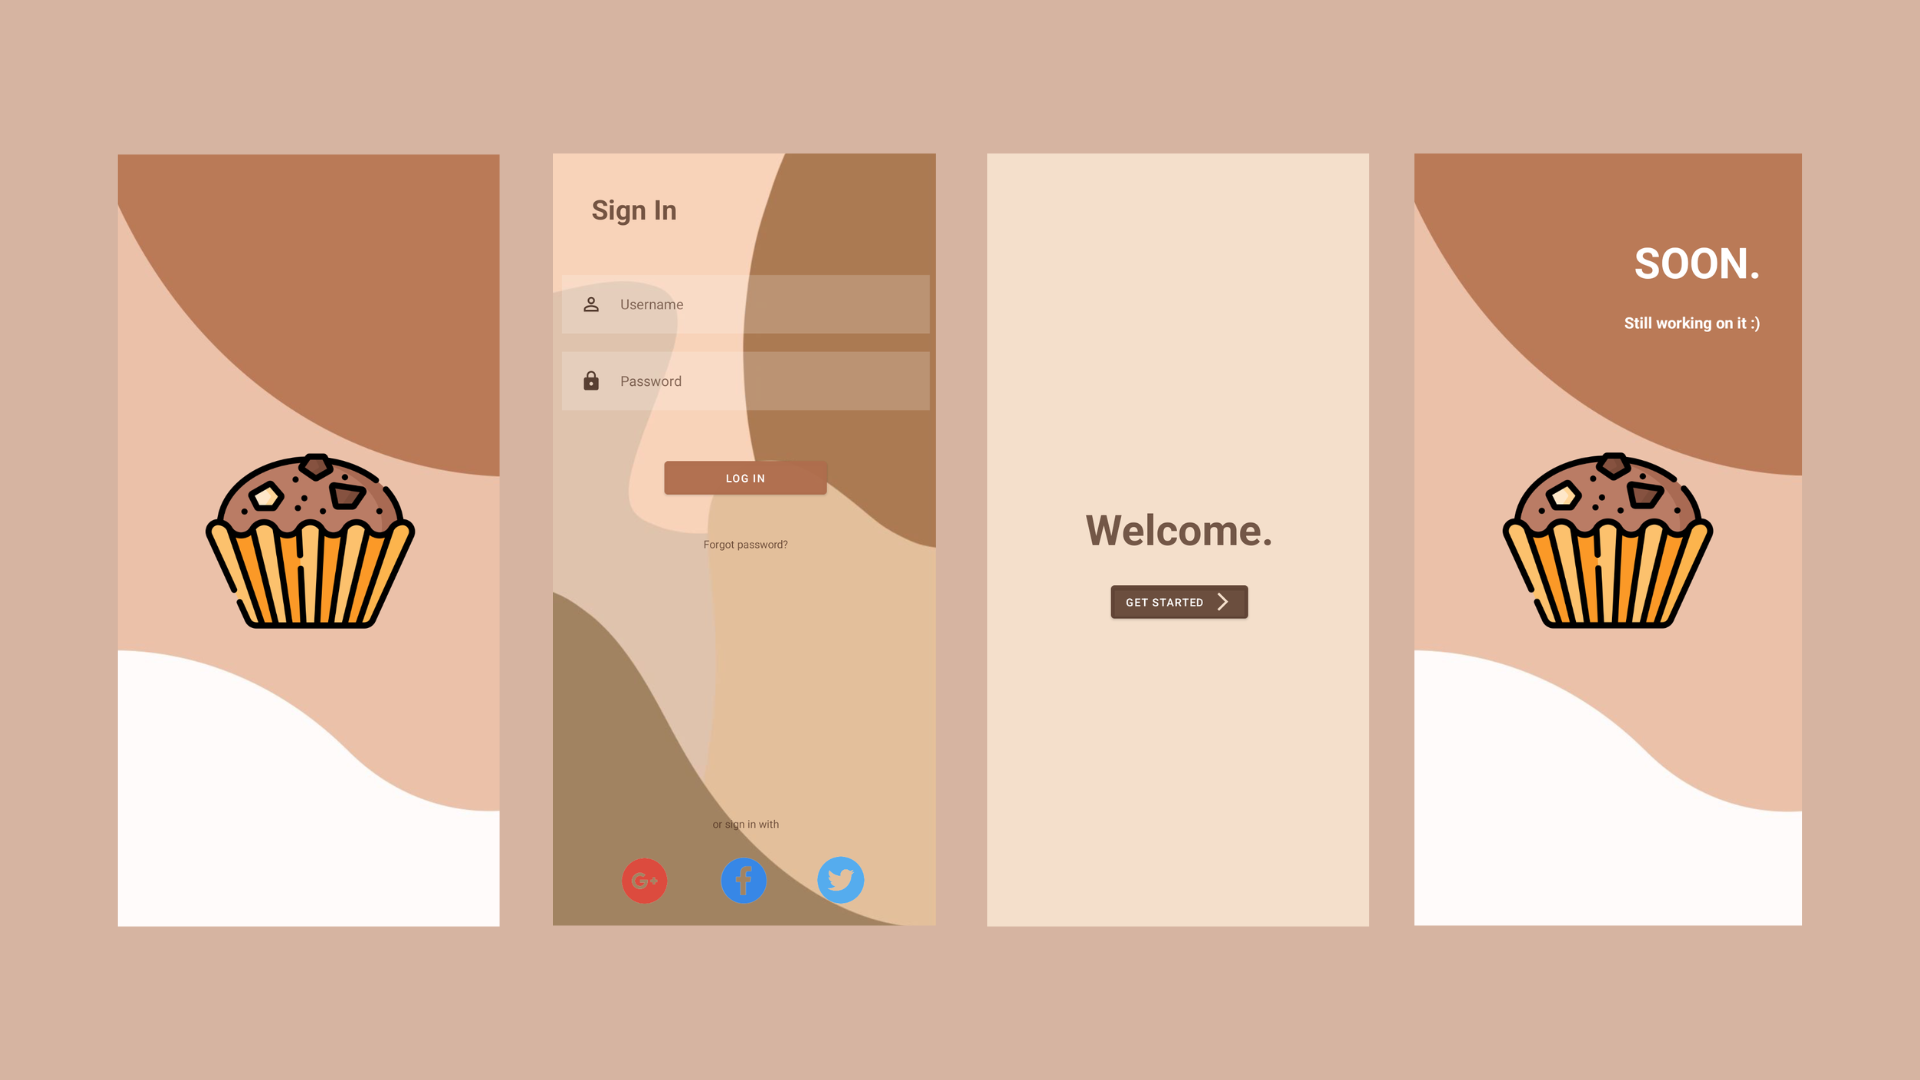 Sign In
Username
Password
LOG IN
Forgot password?
or sign in with
G+
f
Welcome.
GET STARTED
SOON.
Still working on it :)